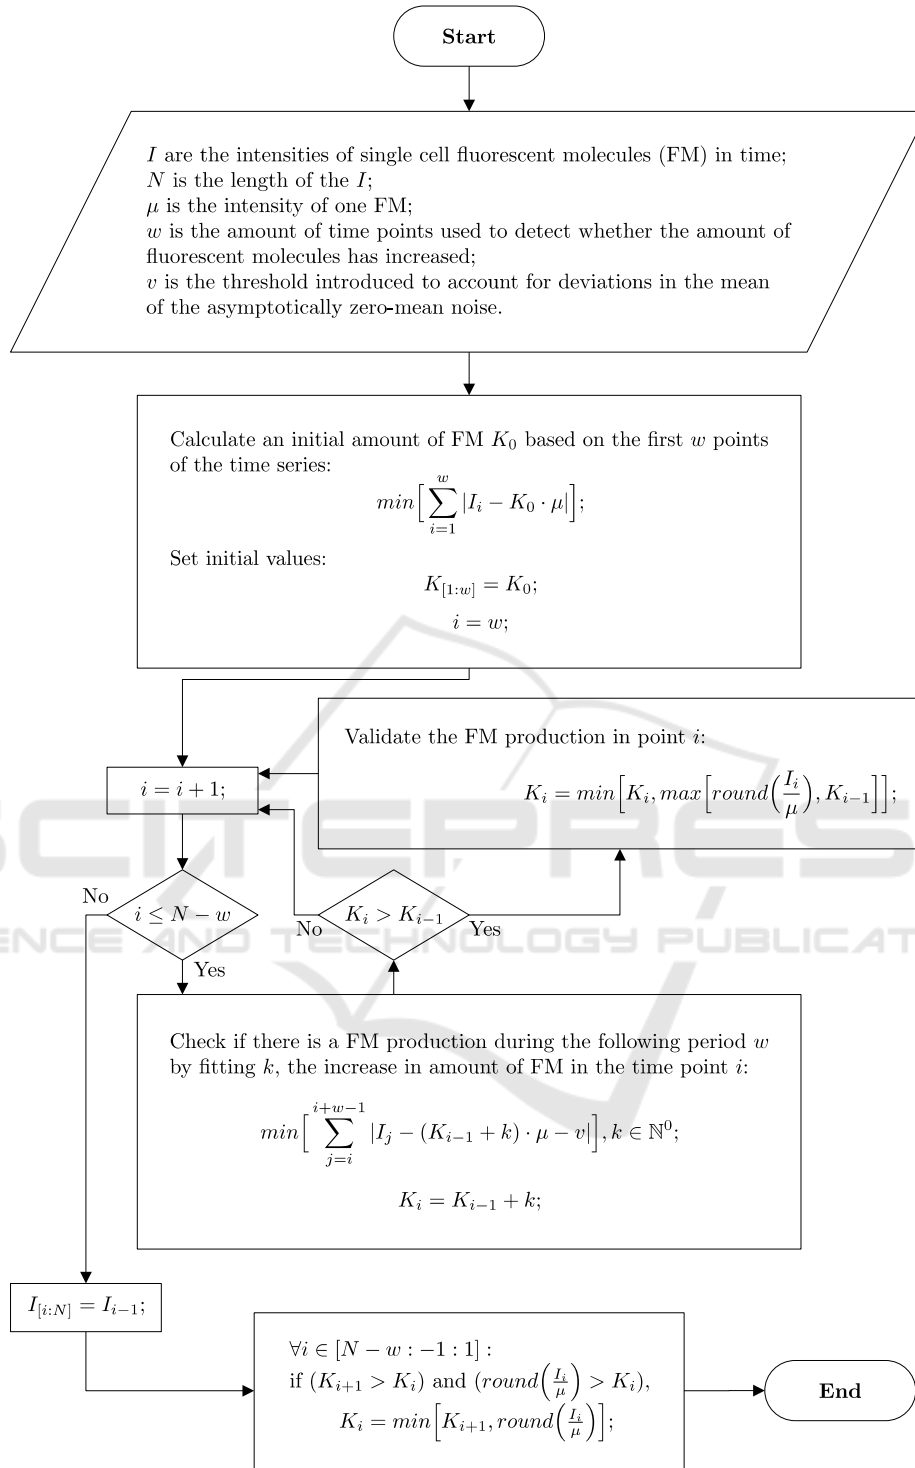 Start
I are the intensities of single cell fluorescent molecules (FM) in time;
N is the length of the I;
μ is the intensity of one FM;
w is the amount of time points used to detect whether the amount of
fluorescent molecules has increased;
v is the threshold introduced to account for deviations in the mean
of the asymptotically zero-mean noise.
Calculate an initial amount of FM K_0 based on the first w points
of the time series:
min[∑_{i=1}^{w} |I_i − K_0 · μ|];
Set initial values:
K_{[1:w]} = K_0;
i = w;
Validate the FM production in point i:
K_i = min[K_i, max[round(I_i/μ), K_{i−1}]];
i = i + 1;
No
i ≤ N − w
Yes
K_i > K_{i−1}
No
Yes
Check if there is a FM production during the following period w
by fitting k, the increase in amount of FM in the time point i:
min[∑_{j=i}^{i+w−1} |I_j − (K_{i−1} + k) · μ − v|], k ∈ ℕ^0;
K_i = K_{i−1} + k;
I_{[i:N]} = I_{i−1};
∀i ∈ [N − w : −1 : 1] :
if (K_{i+1} > K_i) and (round(I_i/μ) > K_i),
K_i = min[K_{i+1}, round(I_i/μ)];
End
SCITEPRES
ENCE AND TECHNOLOGY PUBLICAT